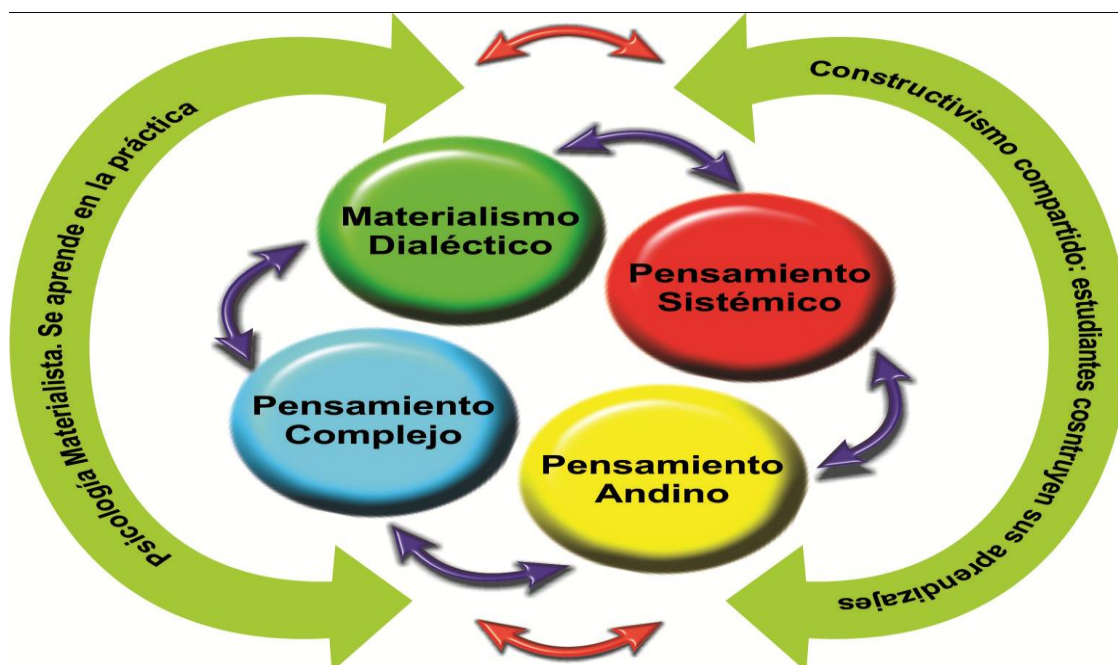 Psicología Materialista. Se aprende en la práctica
Constructivismo compartido: estudiantes cosntruyen sus aprendizajes
Materialismo
Dialéctico
Pensamiento
Sistémico
Pensamiento
Complejo
Pensamiento
Andino